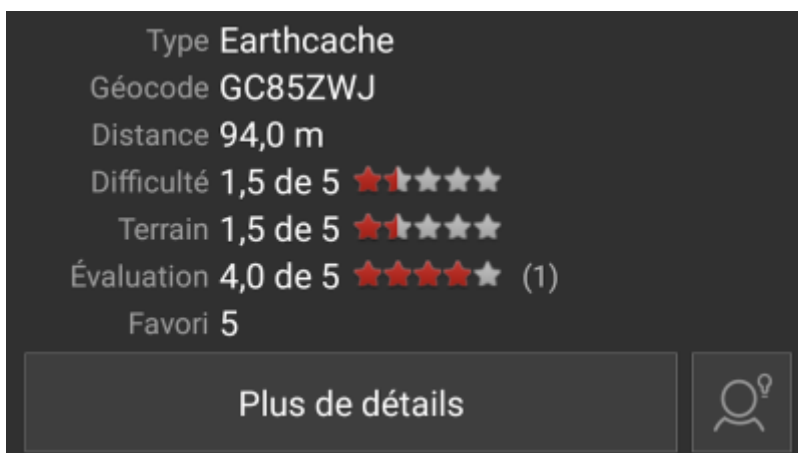 Type Earthcache
Géocode GC85ZWJ
Distance 94,0 m
Difficulté 1,5 de 5
Terrain 1,5 de 5
Évaluation 4,0 de 5 (1)
Favori 5
Plus de détails